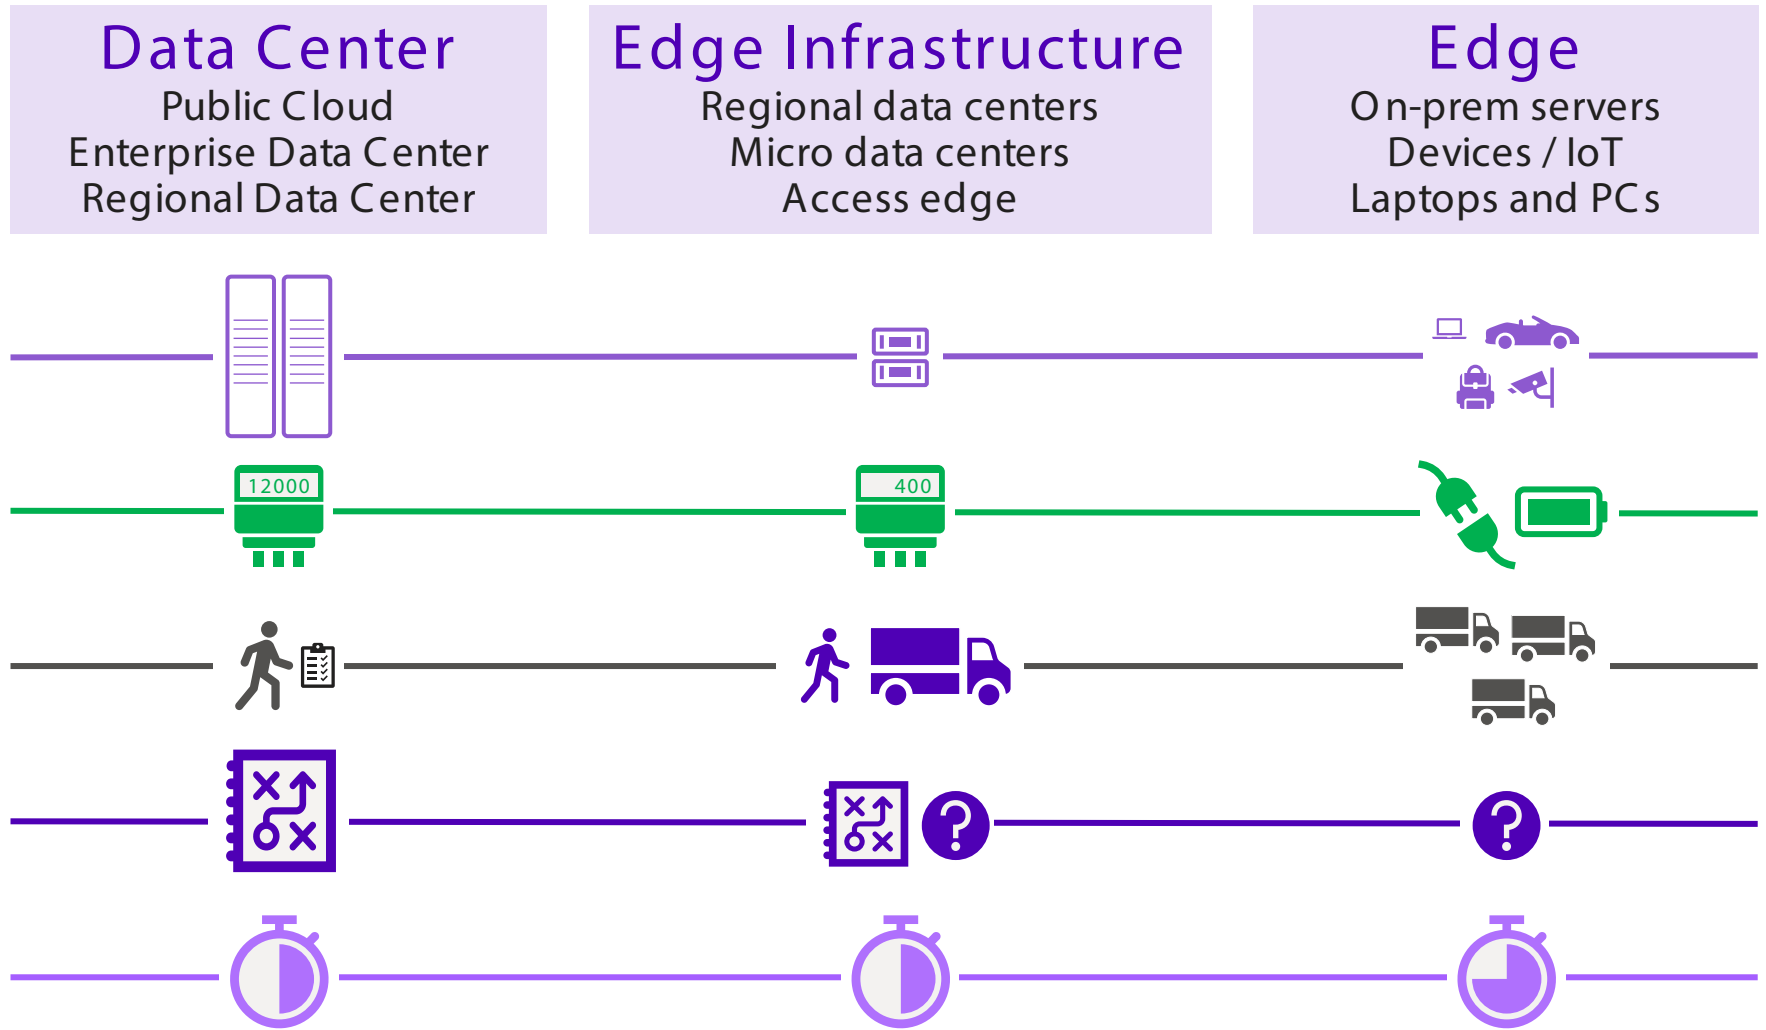 Data Center
Public Cloud
Enterprise Data Center
Regional Data Center
Edge Infrastructure
Regional data centers
Micro data centers
Access edge
Edge
On-prem servers
Devices / IoT
Laptops and PCs
12000
400
?
?